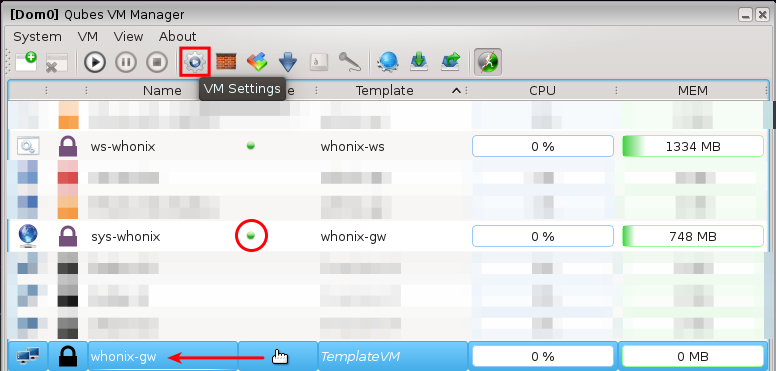 [Dom0] Qubes VM Manager
System VM View About
Name Template CPU MEM
VM Settings
ws-whonix whonix-ws 0 % 1334 MB
sys-whonix whonix-gw 0 % 748 MB
whonix-gw TemplateVM 0 % 0 MB